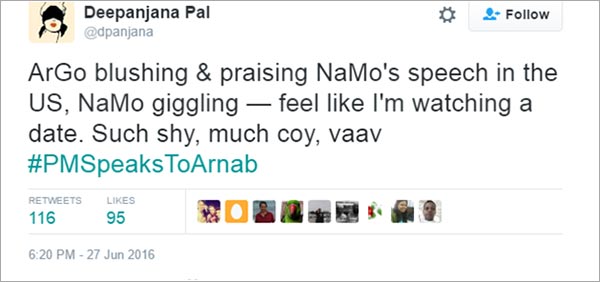 Deepanjana Pal
@dpanjana
Follow
ArGo blushing & praising NaMo's speech in the
US, NaMo giggling — feel like I'm watching a
date. Such shy, much coy, vaav
#PMSpeaksToArnab
RETWEETS LIKES
116 95
6:20 PM - 27 Jun 2016